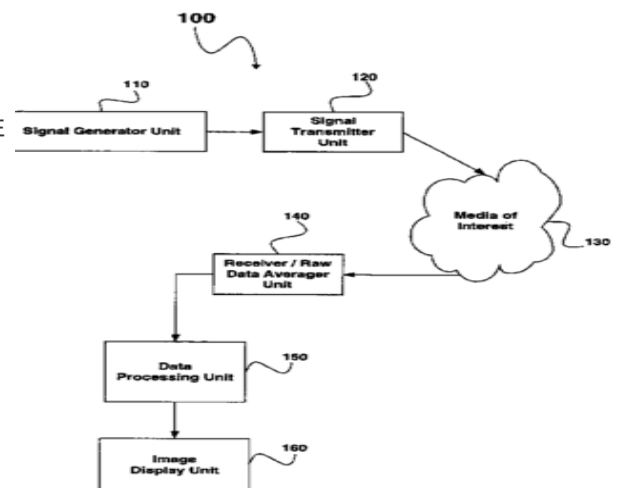 100
110
120
E
Signal Generator Unit
Signal
Transmitter
Unit
Media of
Interest
130
140
Receiver / Raw
Data Averager
Unit
150
Data
Processing Unit
160
Image
Display Unit